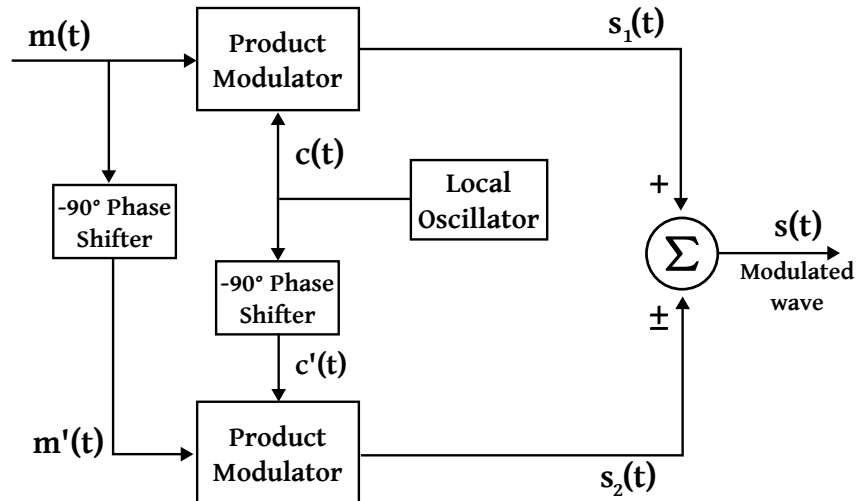 m(t)
Product
Modulator
s₁(t)
c(t)
Local
Oscillator
+
-90° Phase
Shifter
Σ
s(t)
Modulated
wave
-90° Phase
Shifter
±
c'(t)
m'(t)
Product
Modulator
s₂(t)